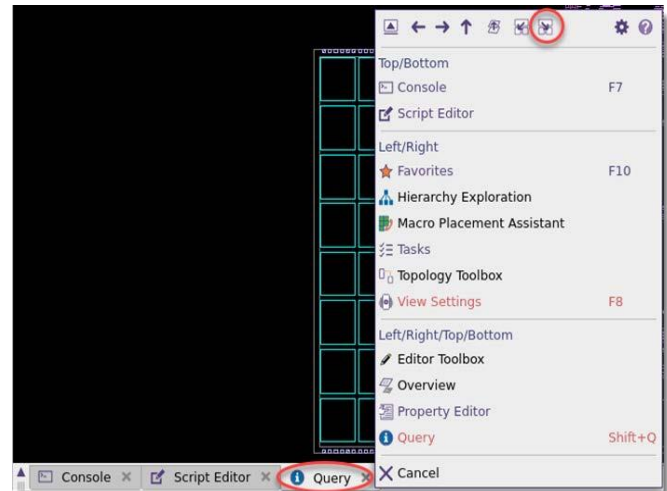 Top/Bottom
Console F7
Script Editor
Left/Right
Favorites F10
Hierarchy Exploration
Macro Placement Assistant
Tasks
Topology Toolbox
View Settings F8
Left/Right/Top/Bottom
Editor Toolbox
Overview
Property Editor
Query Shift+Q
Cancel
Console Script Editor Query